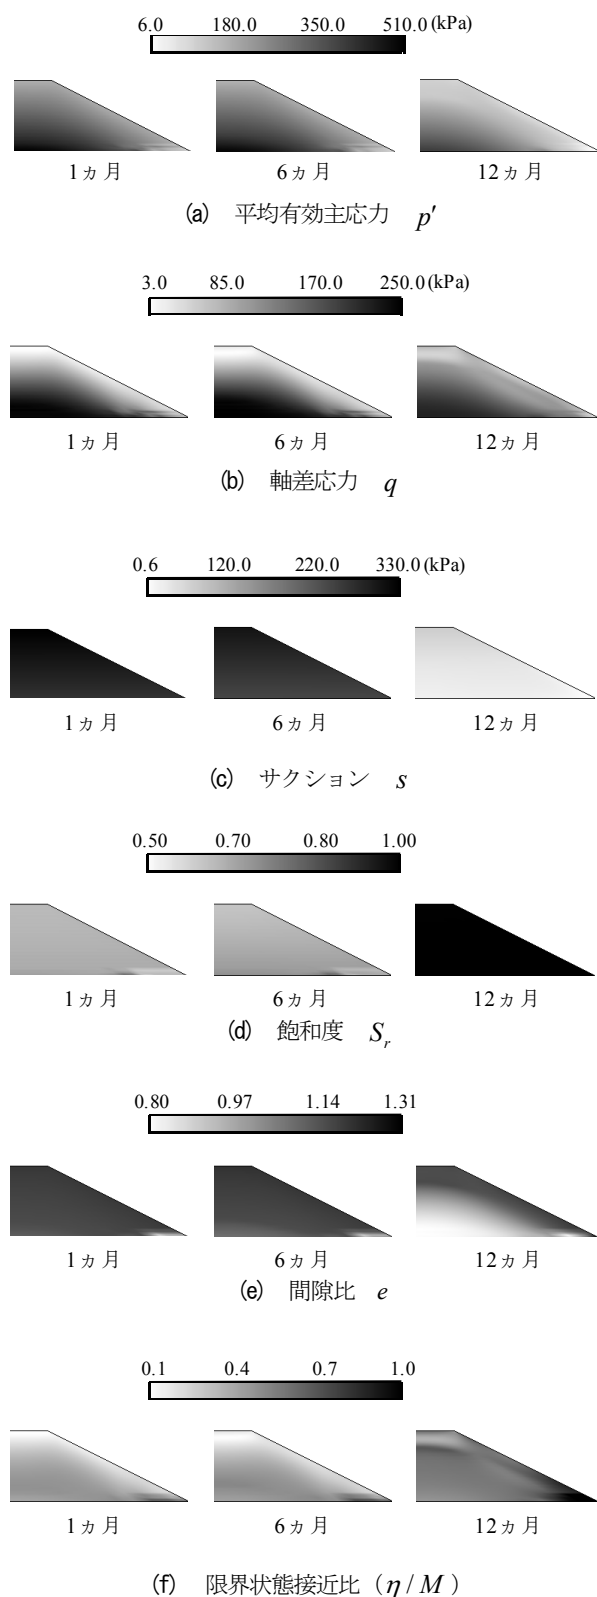 6.0 180.0 350.0 510.0 (kPa)
1ヵ月 6ヵ月 12ヵ月
(a) 平均有効主応力 p′
3.0 85.0 170.0 250.0 (kPa)
1ヵ月 6ヵ月 12ヵ月
(b) 軸差応力 q
0.6 120.0 220.0 330.0 (kPa)
1ヵ月 6ヵ月 12ヵ月
(c) サクション s
0.50 0.70 0.80 1.00
1ヵ月 6ヵ月 12ヵ月
(d) 飽和度 Sr
0.80 0.97 1.14 1.31
1ヵ月 6ヵ月 12ヵ月
(e) 間隙比 e
0.1 0.4 0.7 1.0
1ヵ月 6ヵ月 12ヵ月
(f) 限界状態接近比（η / M）